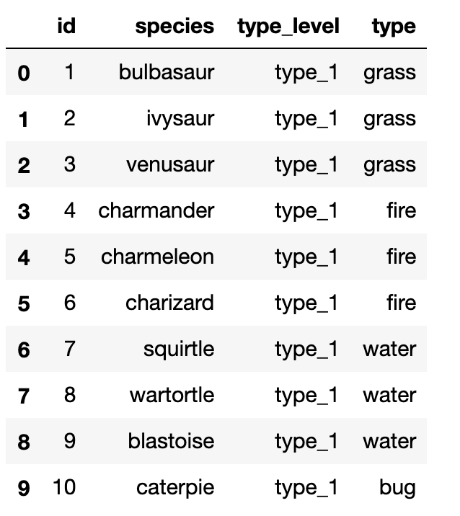 id species type_level type
0 1 bulbasaur type_1 grass
1 2 ivysaur type_1 grass
2 3 venusaur type_1 grass
3 4 charmander type_1 fire
4 5 charmeleon type_1 fire
5 6 charizard type_1 fire
6 7 squirtle type_1 water
7 8 wartortle type_1 water
8 9 blastoise type_1 water
9 10 caterpie type_1 bug